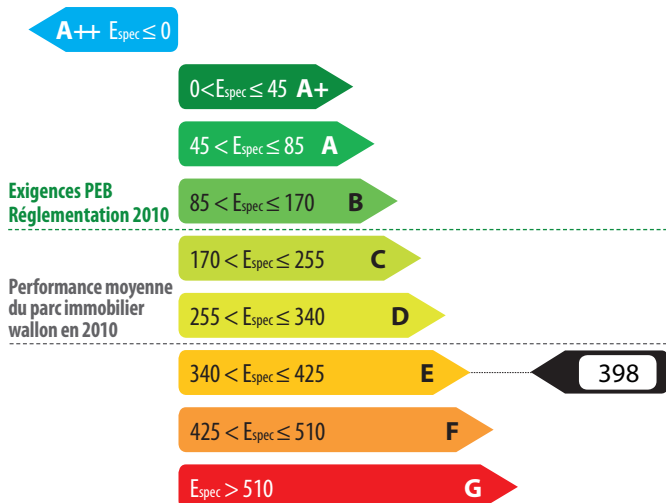 A++ Espec ≤ 0
0<Espec ≤ 45 A+
45 < Espec ≤ 85 A
Exigences PEB
Réglementation 2010
85 < Espec ≤ 170 B
170 < Espec ≤ 255 C
Performance moyenne
du parc immobilier
wallon en 2010
255 < Espec ≤ 340 D
340 < Espec ≤ 425 E 398
425 < Espec ≤ 510 F
Espec > 510 G